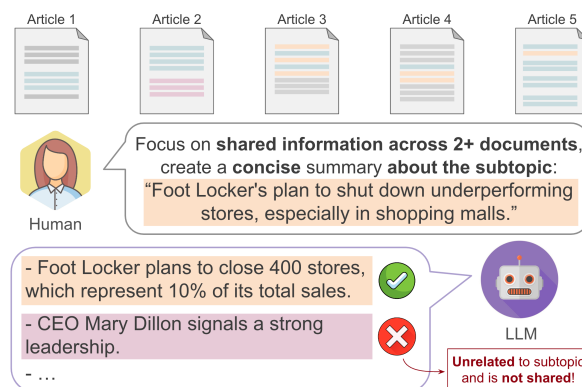 Article 1 Article 2 Article 3 Article 4 Article 5
Focus on shared information across 2+ documents,
create a concise summary about the subtopic:
“Foot Locker's plan to shut down underperforming
stores, especially in shopping malls.”
Human
- Foot Locker plans to close 400 stores,
which represent 10% of its total sales.
- CEO Mary Dillon signals a strong
leadership.
- ...
LLM
Unrelated to subtopic
and is not shared!